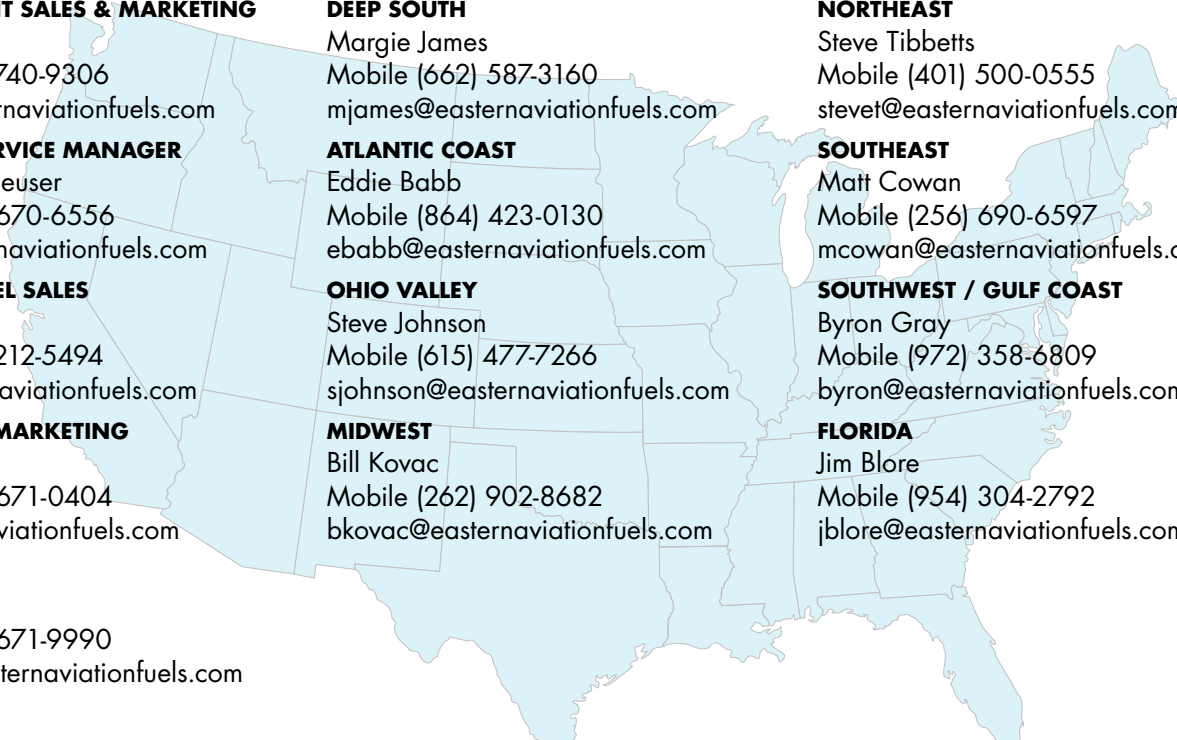 SALES & MARKETING
740-9306
rnaviationfuels.com
MANAGER
euser
670-6556
naviationfuels.com
SALES
212-5494
aviationfuels.com
MARKETING
671-0404
viationfuels.com
671-9990
ternaviationfuels.com
DEEP SOUTH
Margie James
Mobile (662) 587-3160
mjames@easternaviationfuels.com
ATLANTIC COAST
Eddie Babb
Mobile (864) 423-0130
ebabb@easternaviationfuels.com
OHIO VALLEY
Steve Johnson
Mobile (615) 477-7266
sjohnson@easternaviationfuels.com
MIDWEST
Bill Kovac
Mobile (262) 902-8682
bkovac@easternaviationfuels.com
NORTHEAST
Steve Tibbetts
Mobile (401) 500-0555
stevet@easternaviationfuels.com
SOUTHEAST
Matt Cowan
Mobile (256) 690-6597
mcowan@easternaviationfuels.c
SOUTHWEST / GULF COAST
Byron Gray
Mobile (972) 358-6809
byron@easternaviationfuels.com
FLORIDA
Jim Blore
Mobile (954) 304-2792
jblore@easternaviationfuels.com